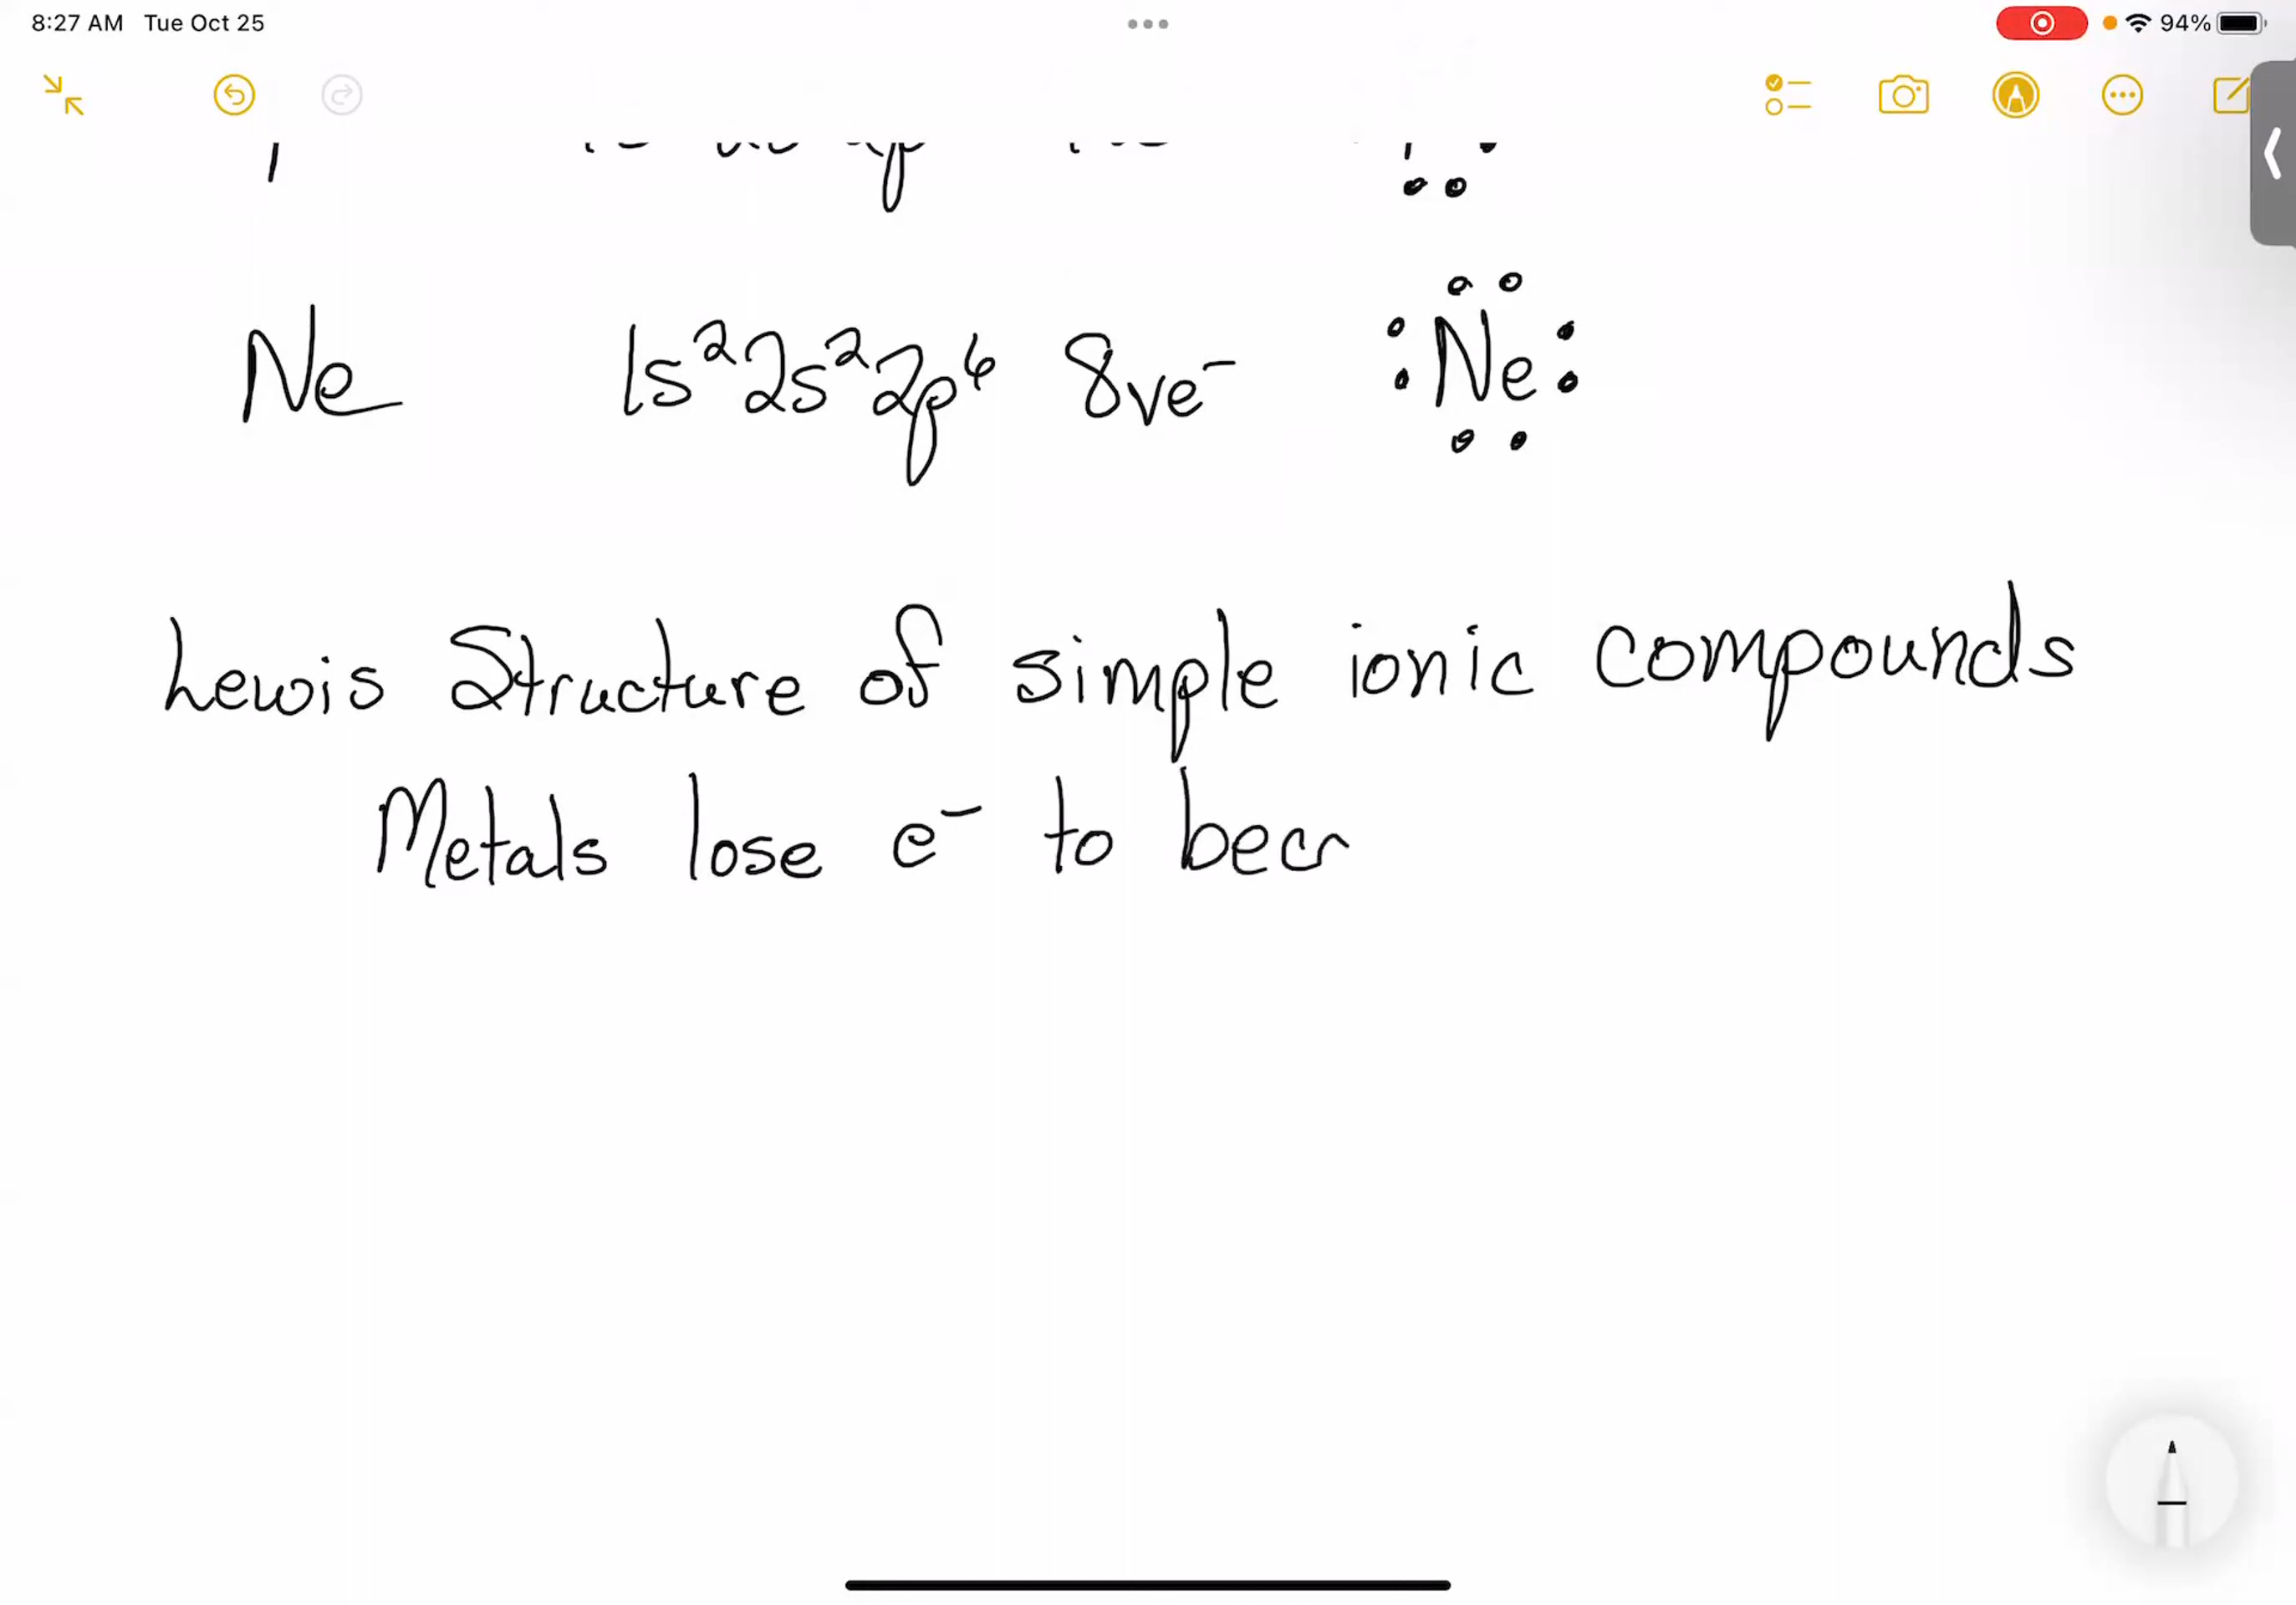 8:27 AM Tue Oct 25
94%
Ne 1s²2s²2p⁶ 8ve⁻ Ne
Lewis Structure of simple ionic compounds
Metals lose e⁻ to becr